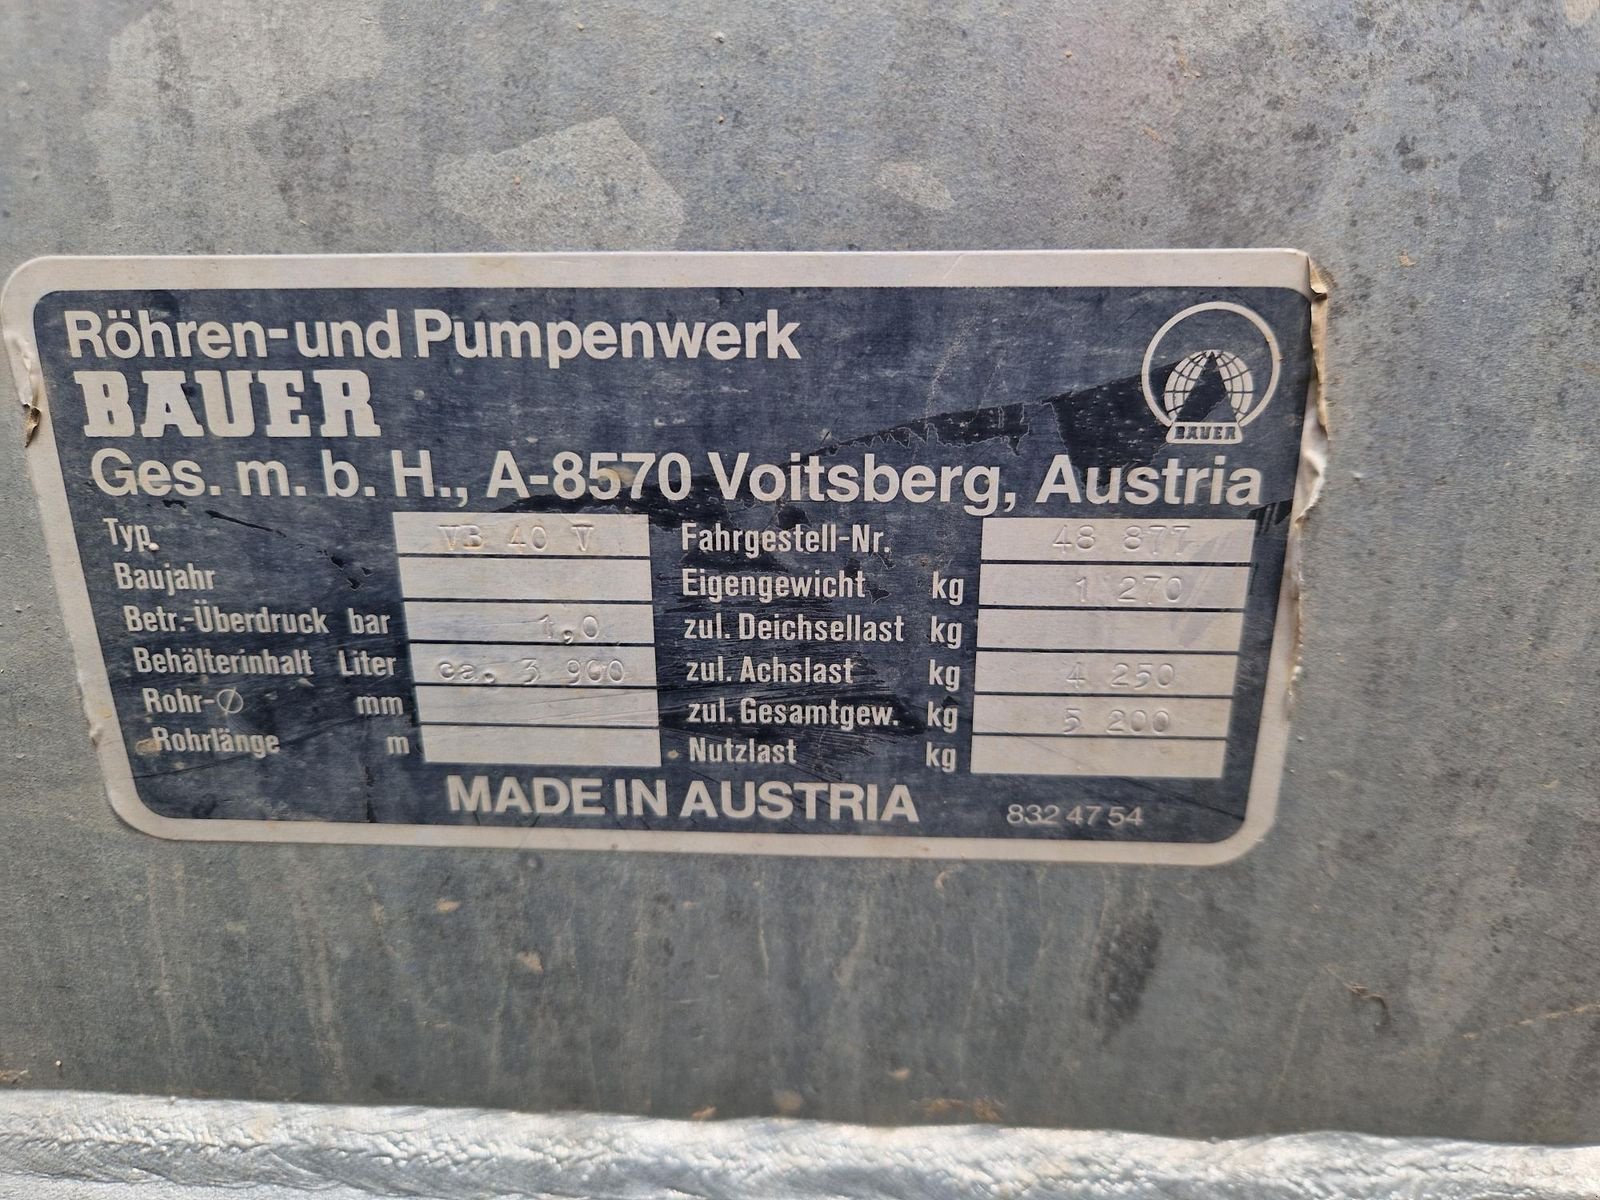 Röhren-und Pumpenwerk
BAUER
BAUER
Ges. m. b. H., A-8570 Voitsberg, Austria
Typ. VB 40 V Fahrgestell-Nr. 48 877
Baujahr Eigengewicht kg 1 270
Betr.-Überdruck bar 1,0 zul. Deichsellast kg
Behälterinhalt Liter ca. 3 900 zul. Achslast kg 4 250
Rohr-Ø mm zul. Gesamtgew. kg 5 200
Rohrlänge m Nutzlast kg
MADE IN AUSTRIA 832 47 54